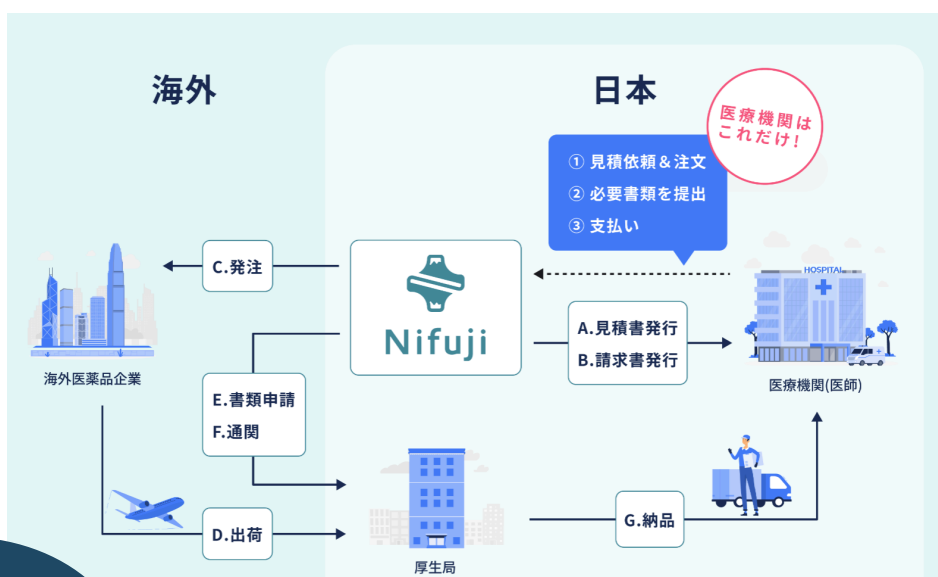 海外
日本
医療機関は
これだけ!
① 見積依頼＆注文
② 必要書類を提出
③ 支払い
C.発注
Nifuji
A.見積書発行
B.請求書発行
HOSPITAL
海外医薬品企業
医療機関(医師)
E.書類申請
F.通関
D.出荷
G.納品
厚生局